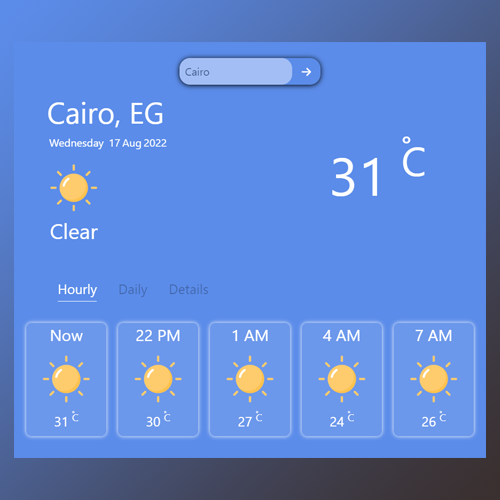 Cairo
Cairo, EG
Wednesday 17 Aug 2022
31 °C
Clear
Hourly Daily Details
Now 22 PM 1 AM 4 AM 7 AM
31 °C 30 °C 27 °C 24 °C 26 °C